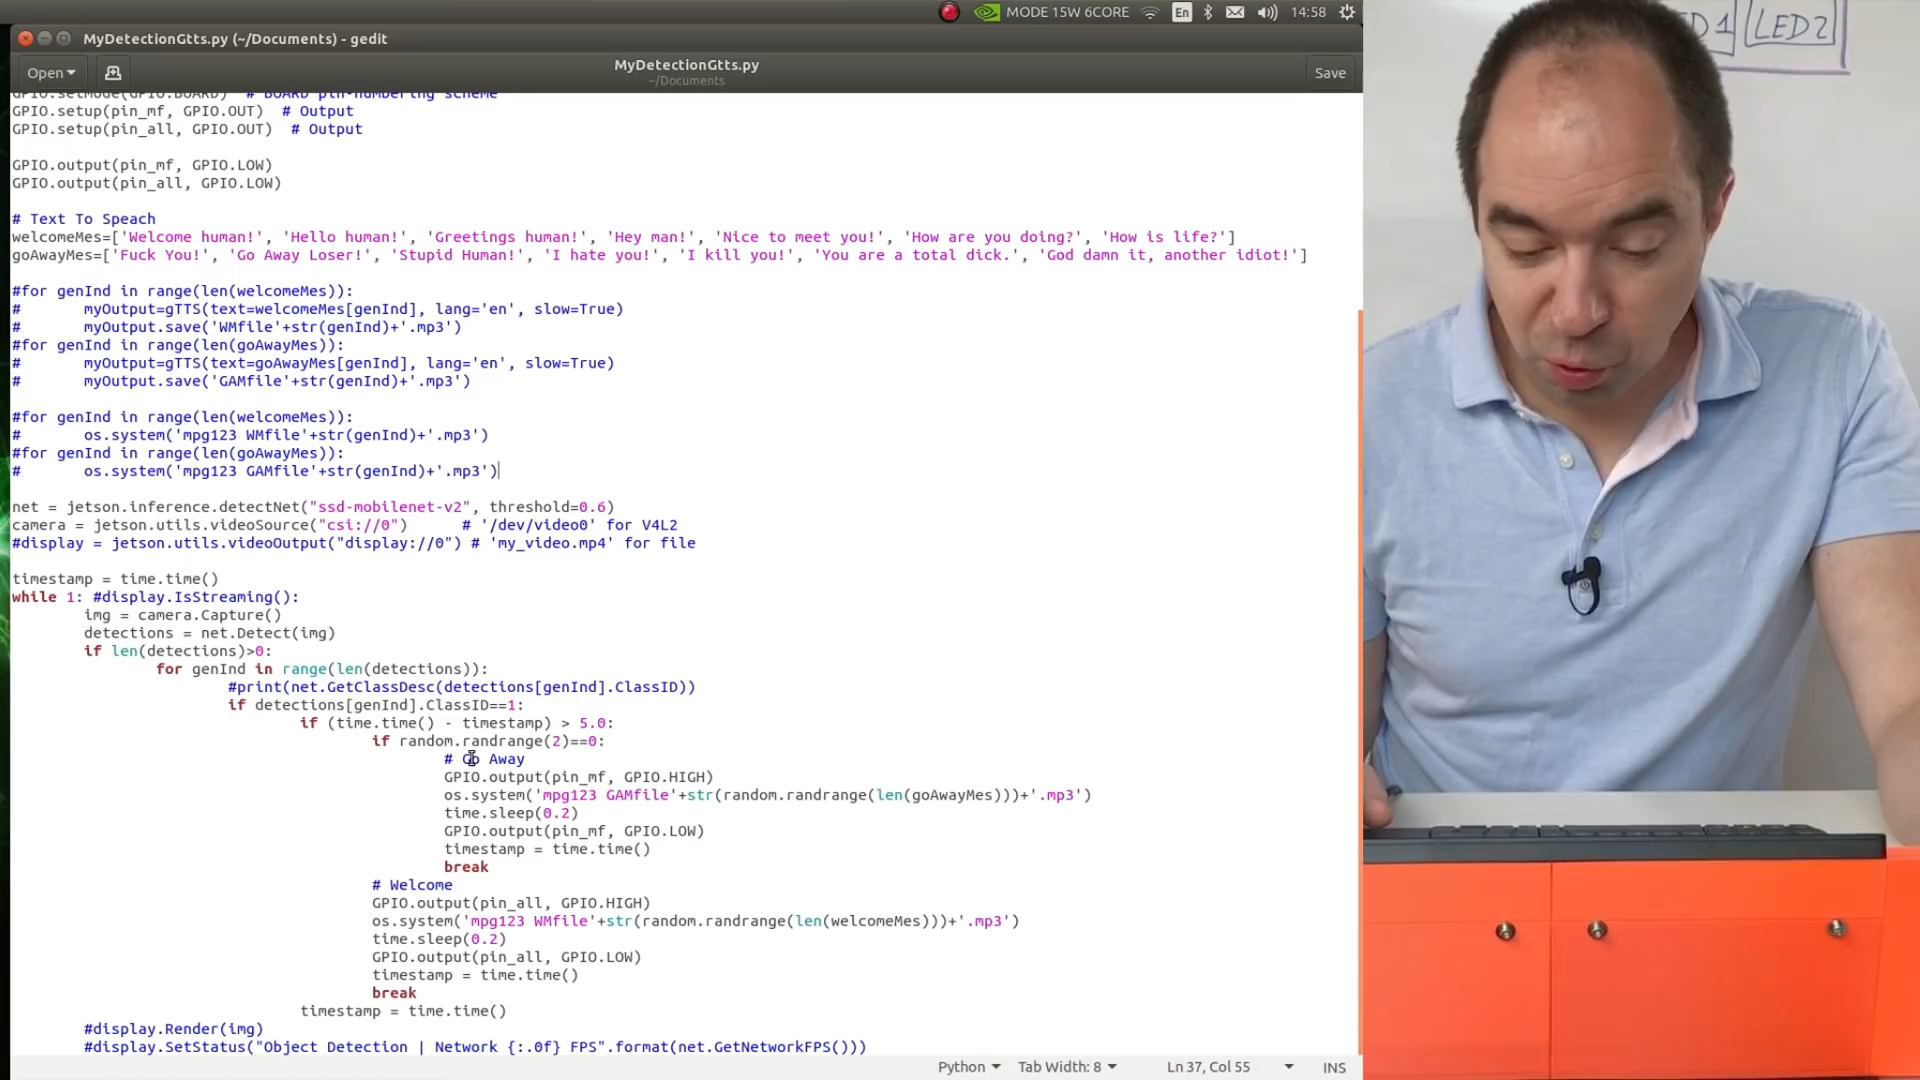 MODE 15W 6CORE En 14:58
MyDetectionGtts.py (~/Documents) - gedit
Open MyDetectionGtts.py Save
~/Documents
GPIO.setmode(GPIO.BOARD)  # BOARD pin-numbering scheme
GPIO.setup(pin_mf, GPIO.OUT)  # Output
GPIO.setup(pin_all, GPIO.OUT)  # Output
GPIO.output(pin_mf, GPIO.LOW)
GPIO.output(pin_all, GPIO.LOW)
# Text To Speach
welcomeMes=['Welcome human!', 'Hello human!', 'Greetings human!', 'Hey man!', 'Nice to meet you!', 'How are you doing?', 'How is life?']
goAwayMes=['Fuck You!', 'Go Away Loser!', 'Stupid Human!', 'I hate you!', 'I kill you!', 'You are a total dick.', 'God damn it, another idiot!']
#for genInd in range(len(welcomeMes)):
#       myOutput=gTTS(text=welcomeMes[genInd], lang='en', slow=True)
#       myOutput.save('WMfile'+str(genInd)+'.mp3')
#for genInd in range(len(goAwayMes)):
#       myOutput=gTTS(text=goAwayMes[genInd], lang='en', slow=True)
#       myOutput.save('GAMfile'+str(genInd)+'.mp3')
#for genInd in range(len(welcomeMes)):
#       os.system('mpg123 WMfile'+str(genInd)+'.mp3')
#for genInd in range(len(goAwayMes)):
#       os.system('mpg123 GAMfile'+str(genInd)+'.mp3')
net = jetson.inference.detectNet("ssd-mobilenet-v2", threshold=0.6)
camera = jetson.utils.videoSource("csi://0")      # '/dev/video0' for V4L2
#display = jetson.utils.videoOutput("display://0") # 'my_video.mp4' for file
timestamp = time.time()
while 1: #display.IsStreaming():
img = camera.Capture()
detections = net.Detect(img)
if len(detections)>0:
for genInd in range(len(detections)):
#print(net.GetClassDesc(detections[genInd].ClassID))
if detections[genInd].ClassID==1:
if (time.time() - timestamp) > 5.0:
if random.randrange(2)==0:
# Go Away
GPIO.output(pin_mf, GPIO.HIGH)
os.system('mpg123 GAMfile'+str(random.randrange(len(goAwayMes)))+'.mp3')
time.sleep(0.2)
GPIO.output(pin_mf, GPIO.LOW)
timestamp = time.time()
break
# Welcome
GPIO.output(pin_all, GPIO.HIGH)
os.system('mpg123 WMfile'+str(random.randrange(len(welcomeMes)))+'.mp3')
time.sleep(0.2)
GPIO.output(pin_all, GPIO.LOW)
timestamp = time.time()
break
timestamp = time.time()
#display.Render(img)
#display.SetStatus("Object Detection | Network {:.0f} FPS".format(net.GetNetworkFPS()))
Python Tab Width: 8 Ln 37, Col 55 INS
LED2